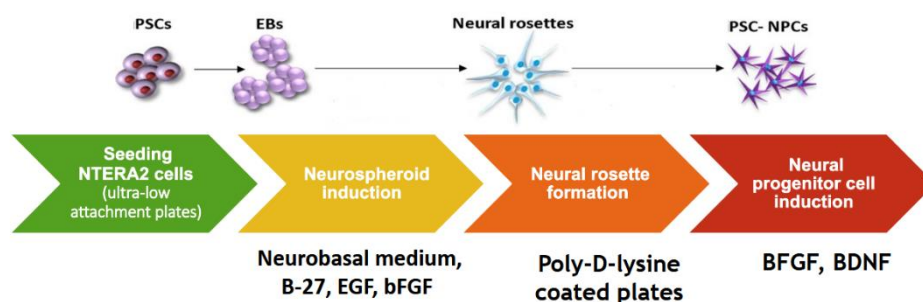 PSCs
EBs
Neural rosettes
PSC- NPCs
Seeding
NTERA2 cells
(ultra-low
attachment plates)
Neurospheroid
induction
Neural rosette
formation
Neural
progenitor cell
induction
Neurobasal medium,
B-27, EGF, bFGF
Poly-D-lysine
coated plates
BFGF, BDNF